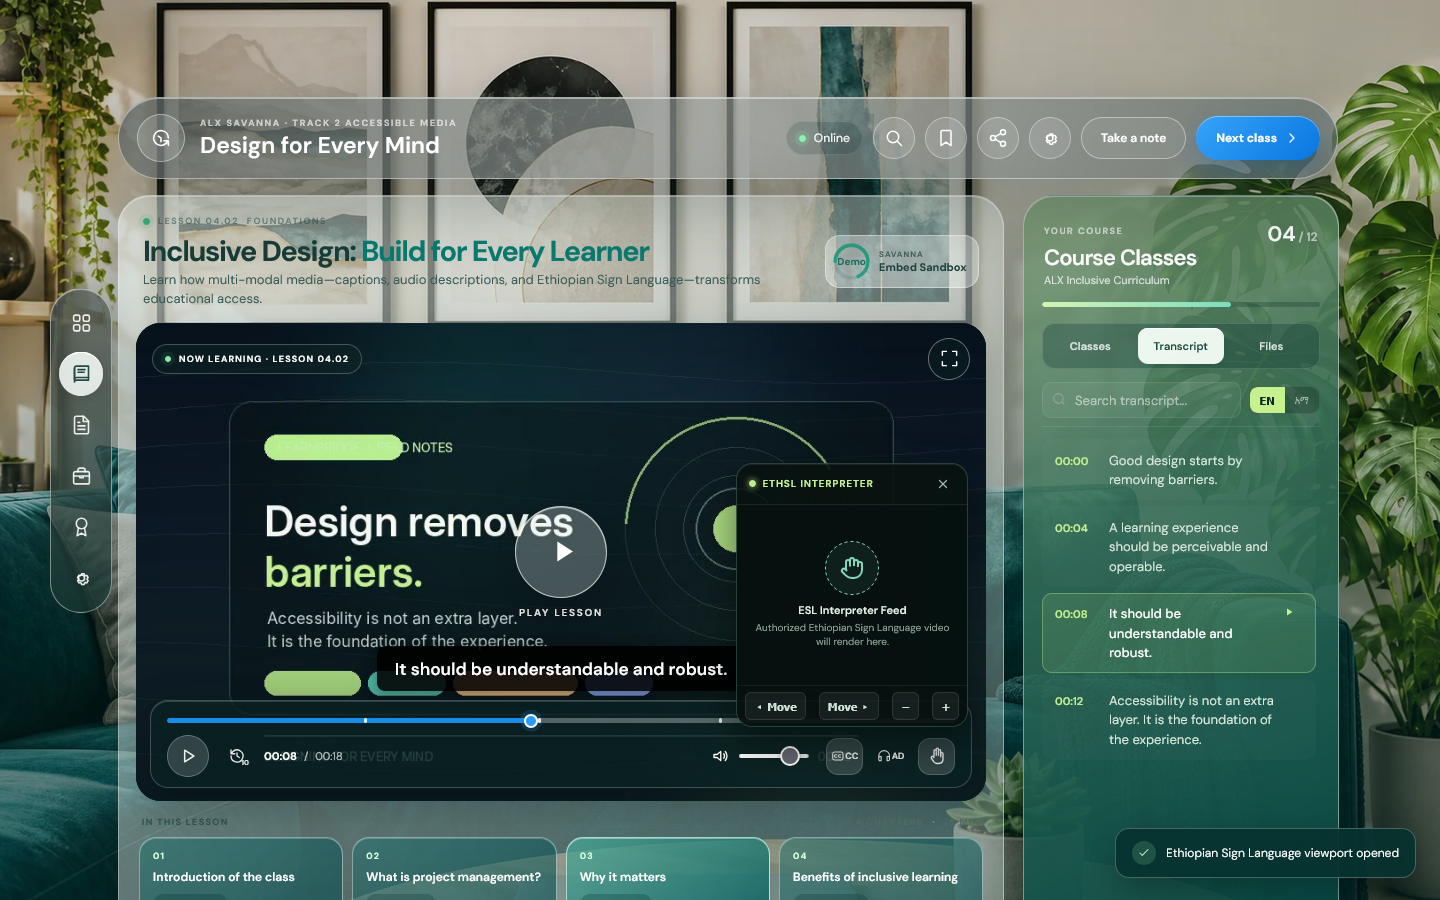 ALX SAVANNA · TRACK 2 ACCESSIBLE MEDIA
Design for Every Mind
Online
Take a note
Next class
LESSON 04.02 FOUNDATIONS
Inclusive Design: Build for Every Learner
Learn how multi-modal media—captions, audio descriptions, and Ethiopian Sign Language—transforms
educational access.
Demo
SAVANNA
Embed Sandbox
NOW LEARNING · LESSON 04.02
D NOTES
Design removes
barriers.
PLAY LESSON
Accessibility is not an extra layer.
It is the foundation of the experience.
It should be understandable and robust.
ETHSL INTERPRETER
ESL Interpreter Feed
Authorized Ethiopian Sign Language video
will render here.
Move
Move
−
+
10
00:08 / 00:18
OR EVERY MIND
CC CC
AD
IN THIS LESSON
01
Introduction of the class
02
What is project management?
03
Why it matters
04
Benefits of inclusive learning
YOUR COURSE
04 / 12
Course Classes
ALX Inclusive Curriculum
Classes
Transcript
Files
Search transcript...
EN
አማ
00:00
Good design starts by
removing barriers.
00:04
A learning experience
should be perceivable and
operable.
00:08
It should be
understandable and
robust.
00:12
Accessibility is not an extra
layer. It is the foundation of
the experience.
Ethiopian Sign Language viewport opened